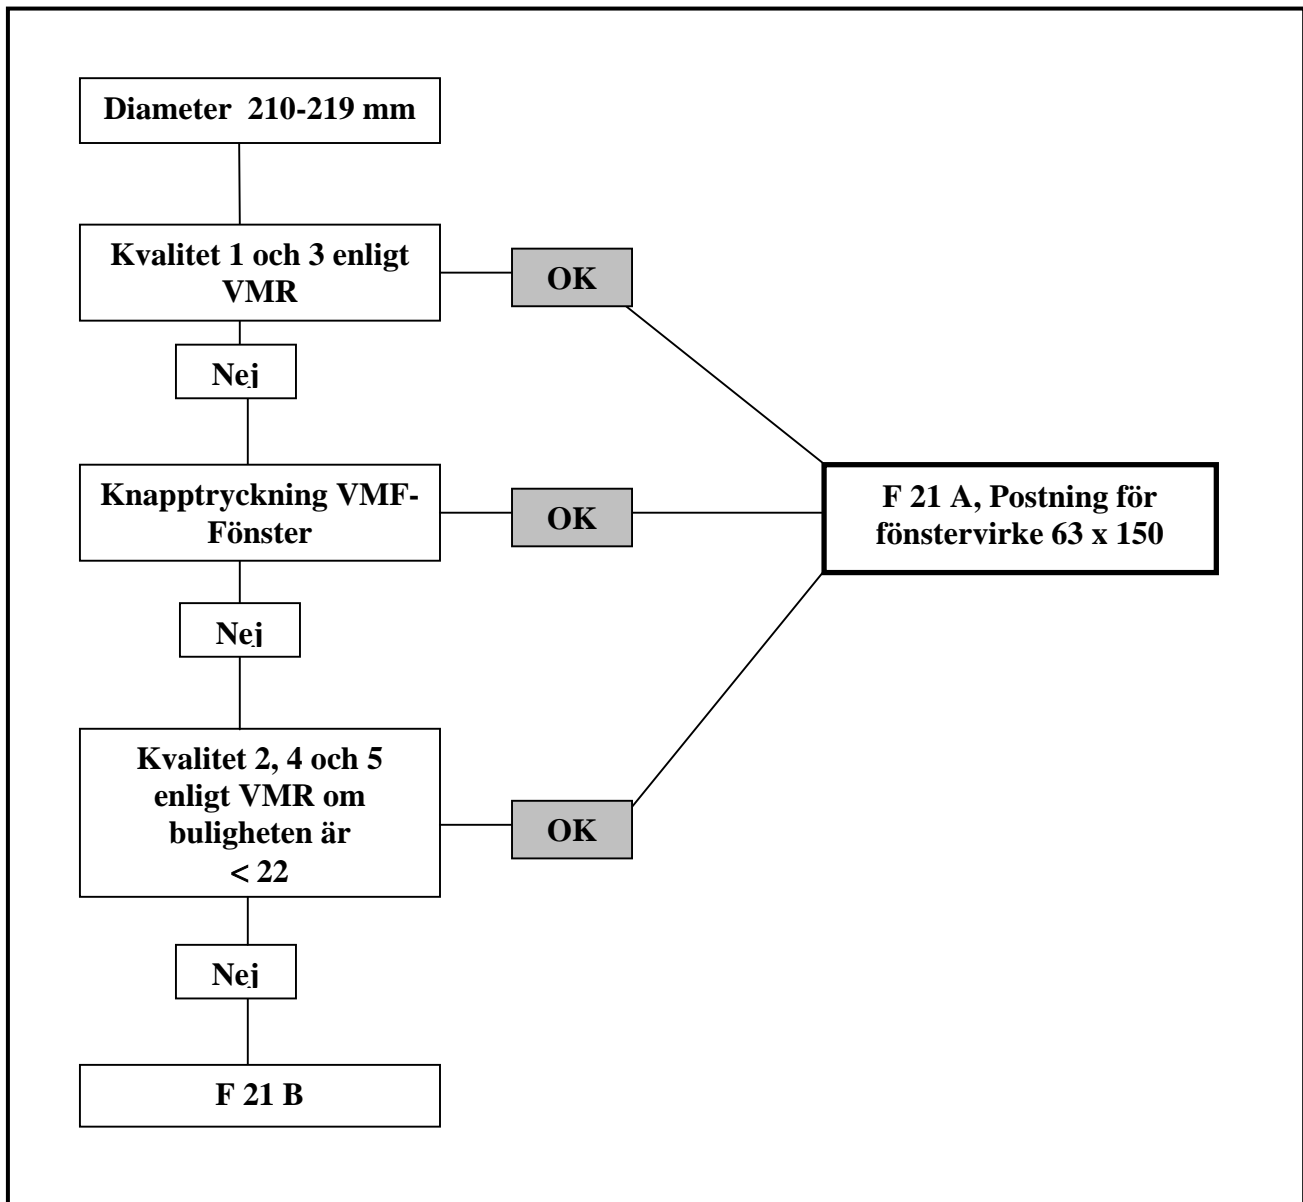 Diameter 210-219 mm
Kvalitet 1 och 3 enligt
VMR
OK
Nej
Knapptryckning VMF-
Fönster
OK
F 21 A, Postning för
fönstervirke 63 x 150
Nej
Kvalitet 2, 4 och 5
enligt VMR om
buligheten är
< 22
OK
Nej
F 21 B